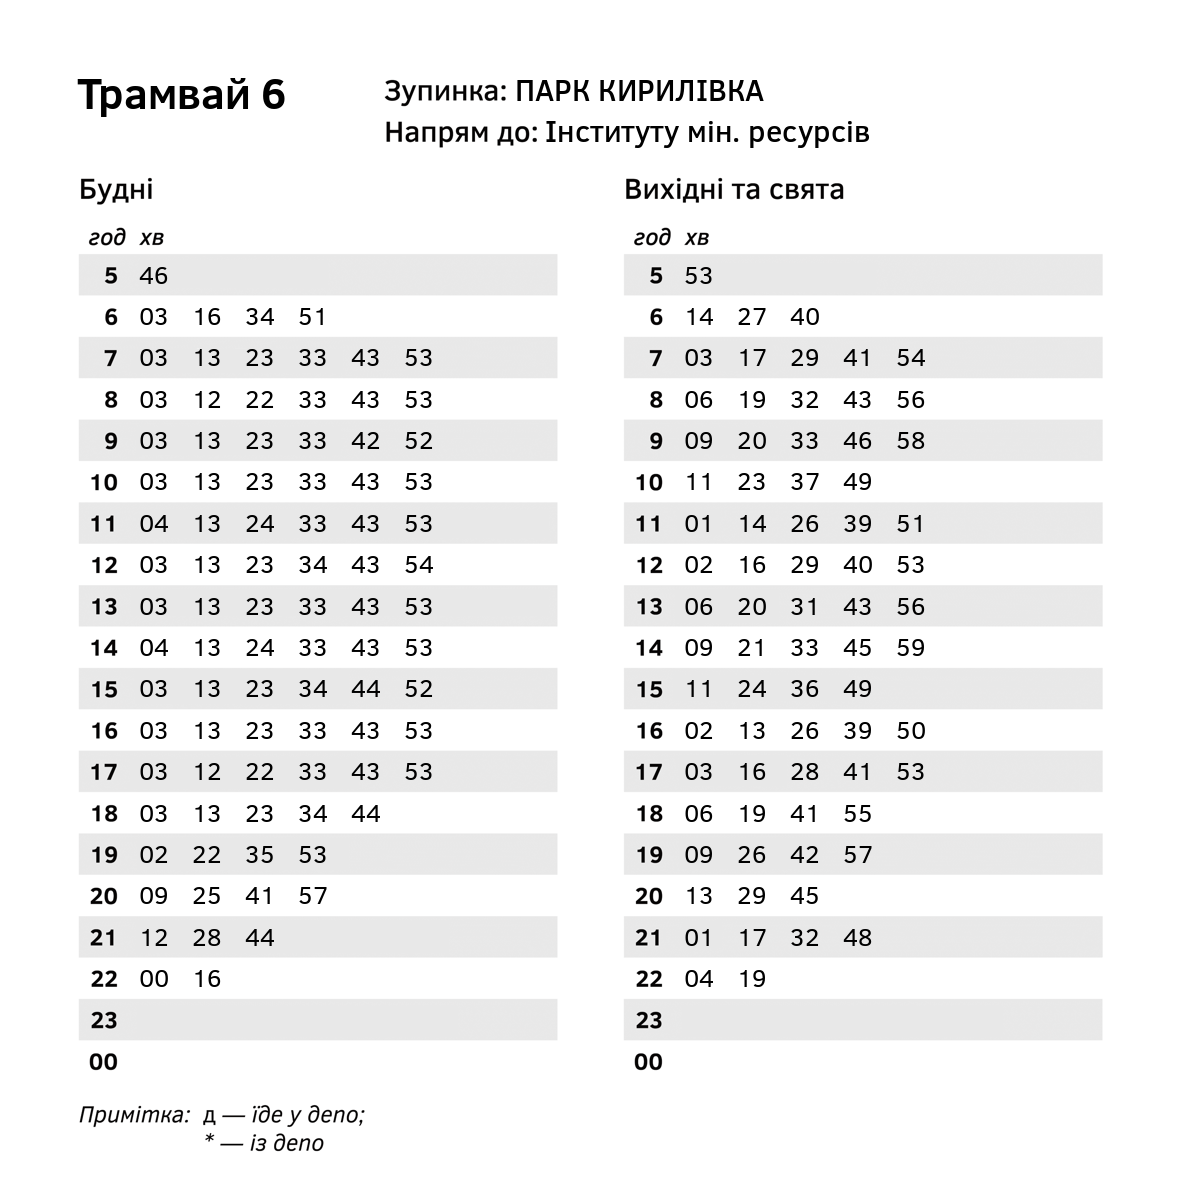 Трамвай 6
Зупинка: ПАРК КИРИЛІВКА
Напрям до: Інституту мін. ресурсів
Будні
год хв
5 46
6 03 16 34 51
7 03 13 23 33 43 53
8 03 12 22 33 43 53
9 03 13 23 33 42 52
10 03 13 23 33 43 53
11 04 13 24 33 43 53
12 03 13 23 34 43 54
13 03 13 23 33 43 53
14 04 13 24 33 43 53
15 03 13 23 34 44 52
16 03 13 23 33 43 53
17 03 12 22 33 43 53
18 03 13 23 34 44
19 02 22 35 53
20 09 25 41 57
21 12 28 44
22 00 16
23
00
Вихідні та свята
год хв
5 53
6 14 27 40
7 03 17 29 41 54
8 06 19 32 43 56
9 09 20 33 46 58
10 11 23 37 49
11 01 14 26 39 51
12 02 16 29 40 53
13 06 20 31 43 56
14 09 21 33 45 59
15 11 24 36 49
16 02 13 26 39 50
17 03 16 28 41 53
18 06 19 41 55
19 09 26 42 57
20 13 29 45
21 01 17 32 48
22 04 19
23
00
Примітка: д — їде у депо;
* — із депо